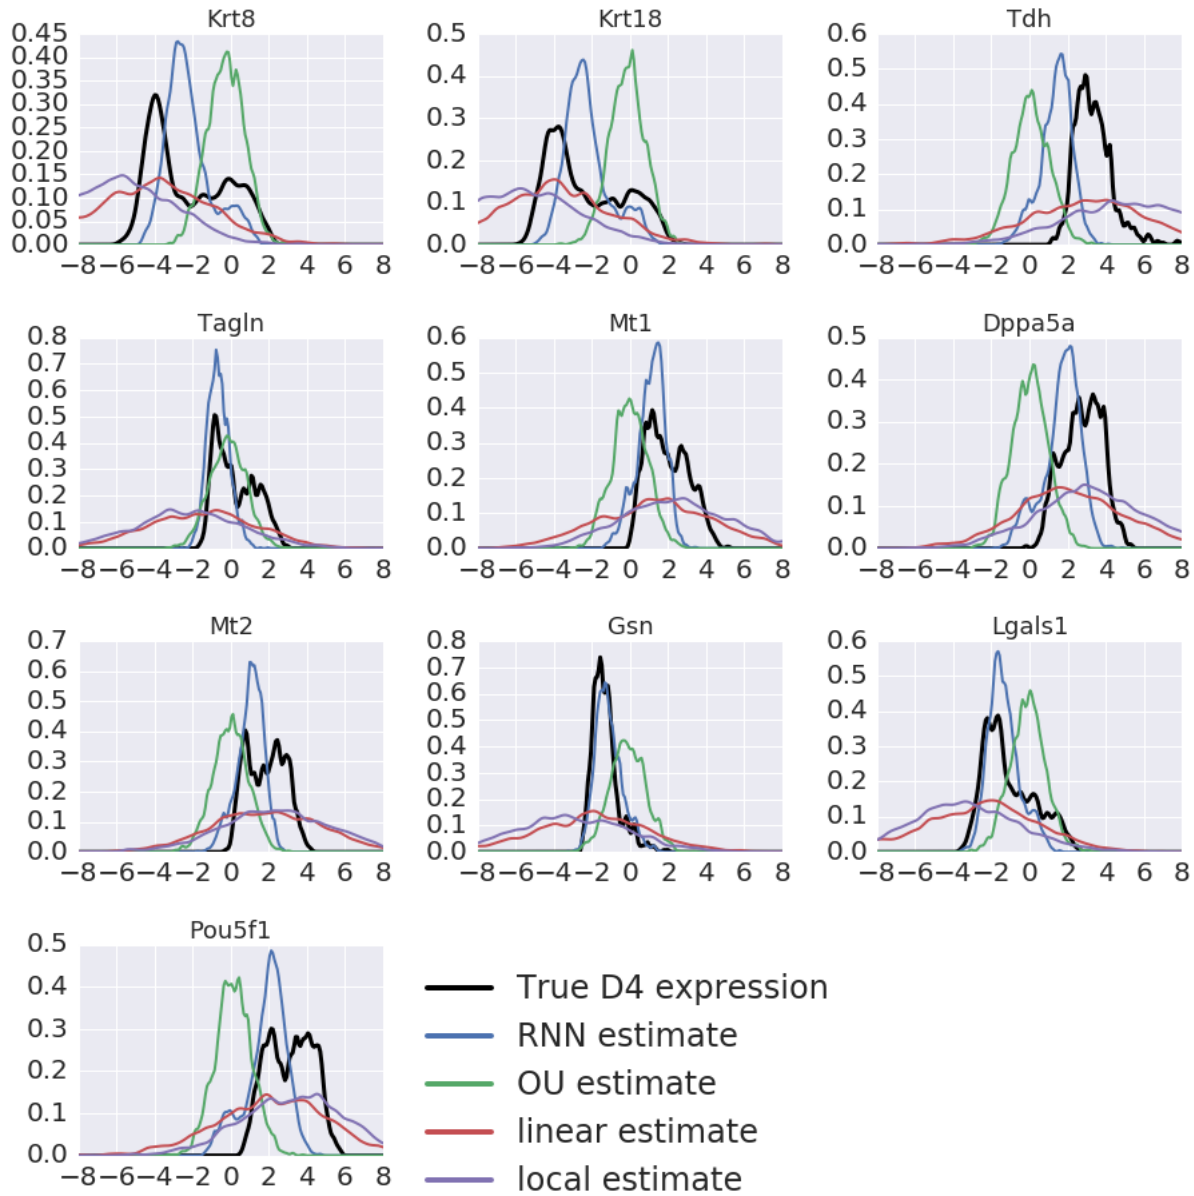 Krt8 Krt18 Tdh
0.45 0.5 0.6
0.40
0.35 0.4 0.5
0.30 0.4
0.25 0.3
0.20 0.3
0.15 0.2 0.2
0.10 0.1 0.1
0.05
0.00 0.0 0.0
−8 −6 −4 −2 0 2 4 6 8 −8 −6 −4 −2 0 2 4 6 8 −8 −6 −4 −2 0 2 4 6 8
Tagln Mt1 Dppa5a
0.8 0.6 0.5
0.7
0.6 0.5 0.4
0.5 0.4
0.4 0.3 0.3
0.3 0.2
0.2 0.2
0.1 0.1 0.1
0.0 0.0 0.0
−8 −6 −4 −2 0 2 4 6 8 −8 −6 −4 −2 0 2 4 6 8 −8 −6 −4 −2 0 2 4 6 8
Mt2 Gsn Lgals1
0.7 0.8 0.6
0.6 0.7
0.5 0.6 0.5
0.4 0.5 0.4
0.3 0.4 0.3
0.2 0.3 0.2
0.1 0.2 0.1
0.1
0.0 0.0 0.0
−8 −6 −4 −2 0 2 4 6 8 −8 −6 −4 −2 0 2 4 6 8 −8 −6 −4 −2 0 2 4 6 8
Pou5f1
0.5
0.4
0.3
0.2
0.1
0.0
−8 −6 −4 −2 0 2 4 6 8
True D4 expression
RNN estimate
OU estimate
linear estimate
local estimate